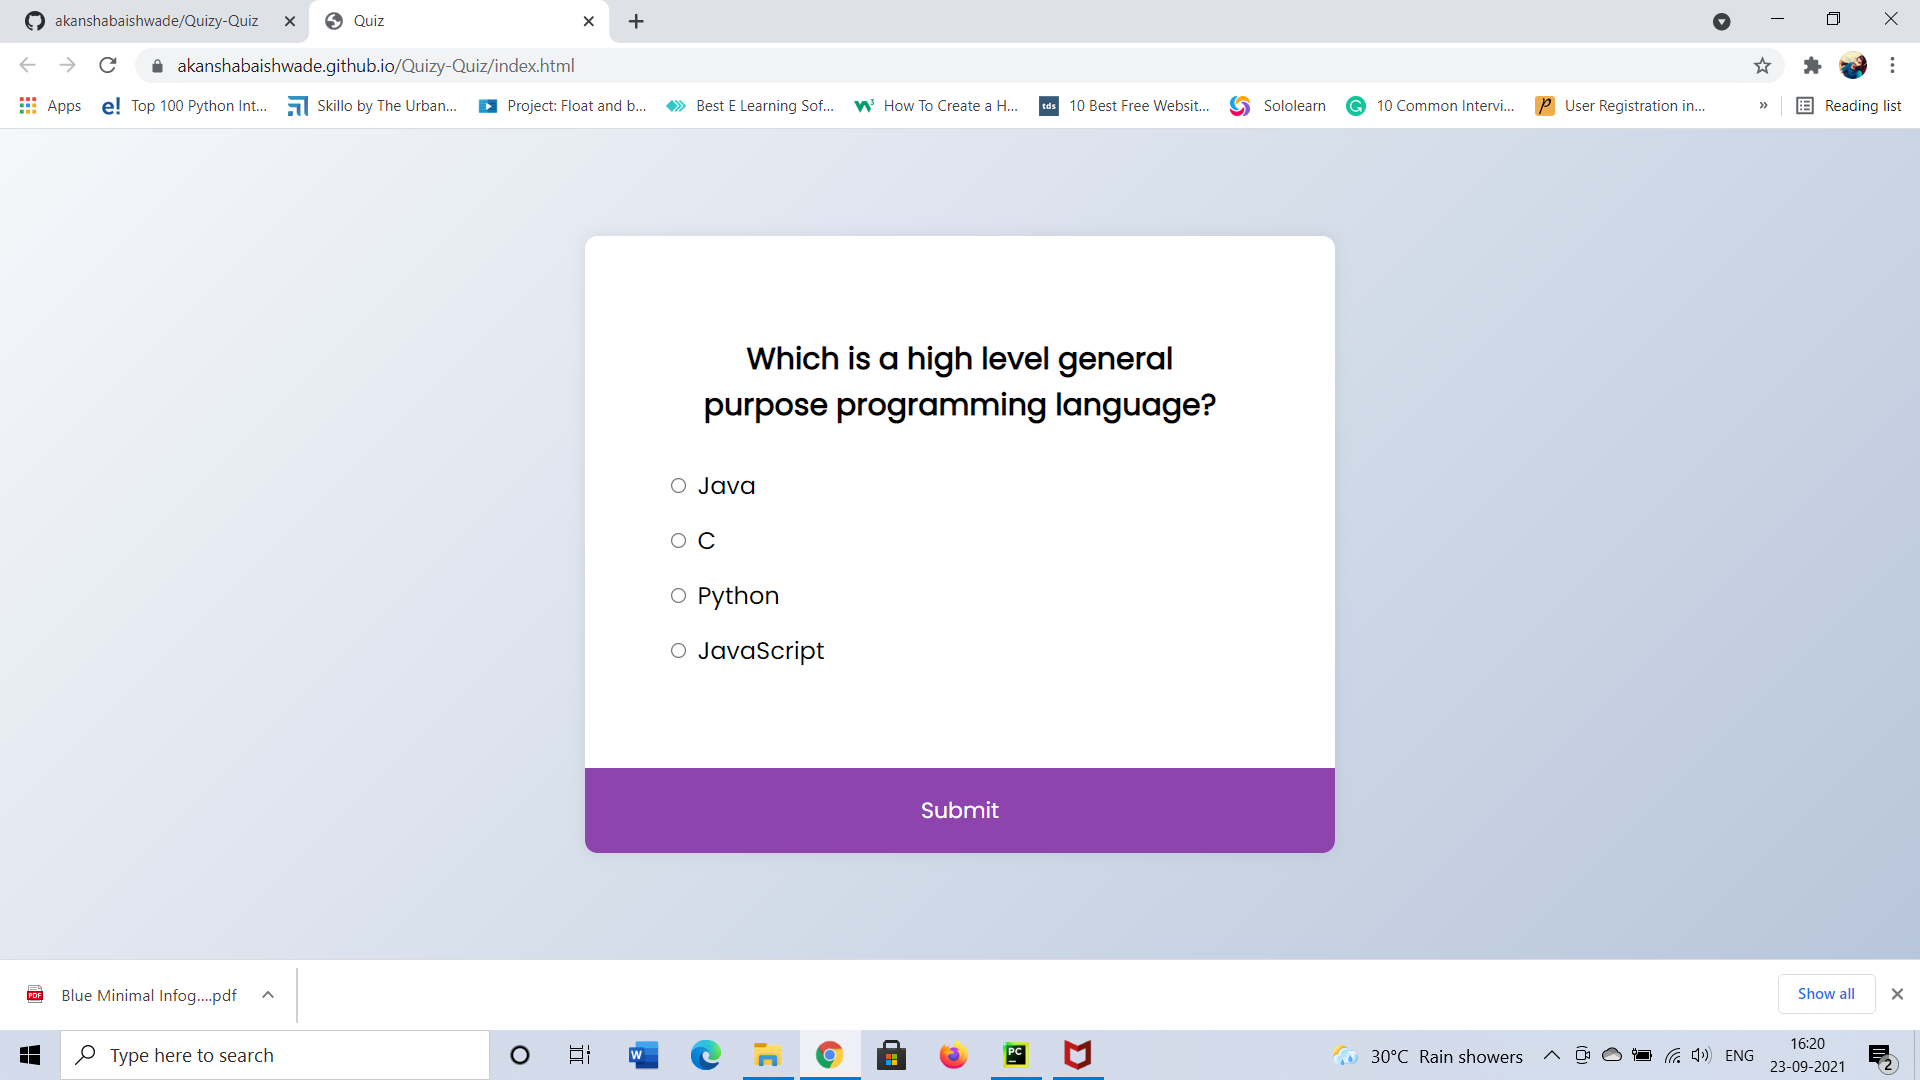 akanshabaishwade/Quizy-Quiz
Quiz
akanshabaishwade.github.io/Quizy-Quiz/index.html
Apps
e!
Top 100 Python Int...
Skillo by The Urban...
Project: Float and b...
Best E Learning Sof...
How To Create a H...
tds
10 Best Free Websit...
Sololearn
10 Common Intervi...
User Registration in...
»
Reading list
Which is a high level general
purpose programming language?
Java
C
Python
JavaScript
Submit
PDF
Blue Minimal Infog....pdf
Show all
Type here to search
W
PC
30°C Rain showers
ENG
16:20
23-09-2021
2